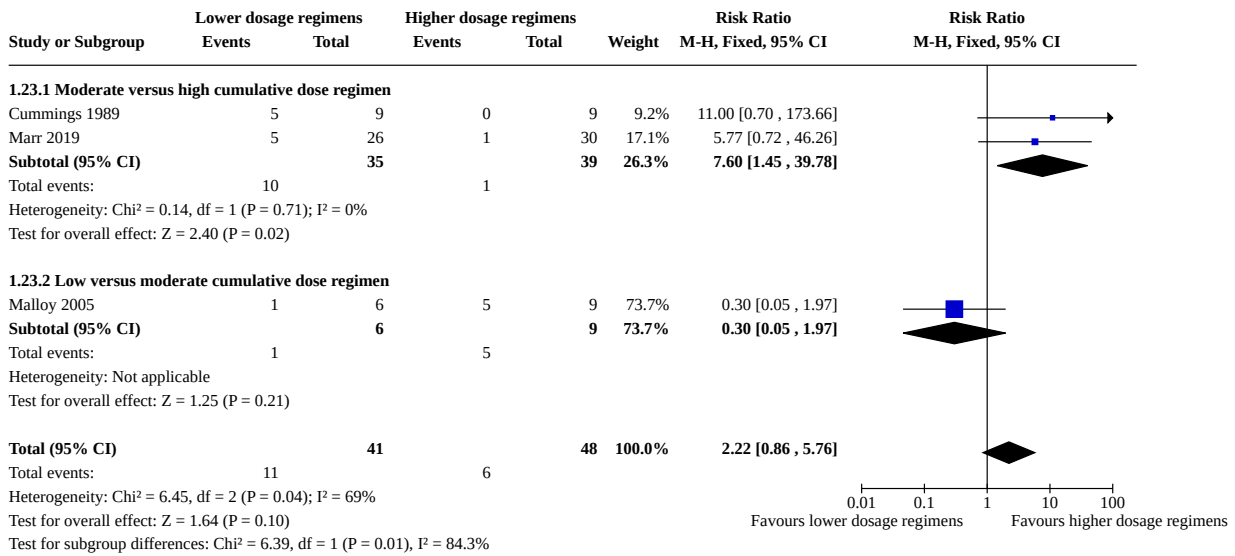 Lower dosage regimens Higher dosage regimens Risk Ratio Risk Ratio
Study or Subgroup Events Total Events Total Weight M-H, Fixed, 95% CI M-H, Fixed, 95% CI
1.23.1 Moderate versus high cumulative dose regimen
Cummings 1989 5 9 0 9 9.2% 11.00 [0.70 , 173.66]
Marr 2019 5 26 1 30 17.1% 5.77 [0.72 , 46.26]
Subtotal (95% CI) 35 39 26.3% 7.60 [1.45 , 39.78]
Total events: 10 1
Heterogeneity: Chi² = 0.14, df = 1 (P = 0.71); I² = 0%
Test for overall effect: Z = 2.40 (P = 0.02)
1.23.2 Low versus moderate cumulative dose regimen
Malloy 2005 1 6 5 9 73.7% 0.30 [0.05 , 1.97]
Subtotal (95% CI) 6 9 73.7% 0.30 [0.05 , 1.97]
Total events: 1 5
Heterogeneity: Not applicable
Test for overall effect: Z = 1.25 (P = 0.21)
Total (95% CI) 41 48 100.0% 2.22 [0.86 , 5.76]
Total events: 11 6
Heterogeneity: Chi² = 6.45, df = 2 (P = 0.04); I² = 69%
0.01 0.1 1 10 100
Test for overall effect: Z = 1.64 (P = 0.10) Favours lower dosage regimens Favours higher dosage regimens
Test for subgroup differences: Chi² = 6.39, df = 1 (P = 0.01), I² = 84.3%